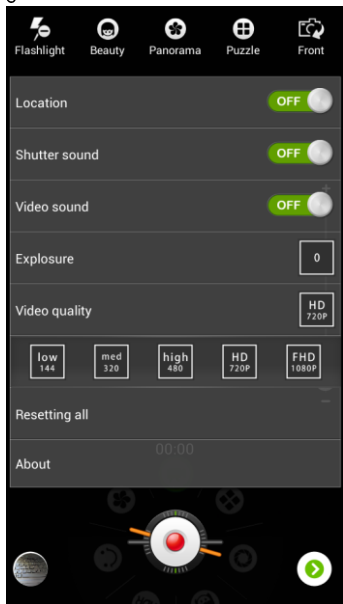 Flashlight Beauty Panorama Puzzle Front
Location OFF
Shutter sound OFF
Video sound OFF
Explosure 0
Video quality HD 720P
low 144 med 320 high 480 HD 720P FHD 1080P
Resetting all
00:00
About